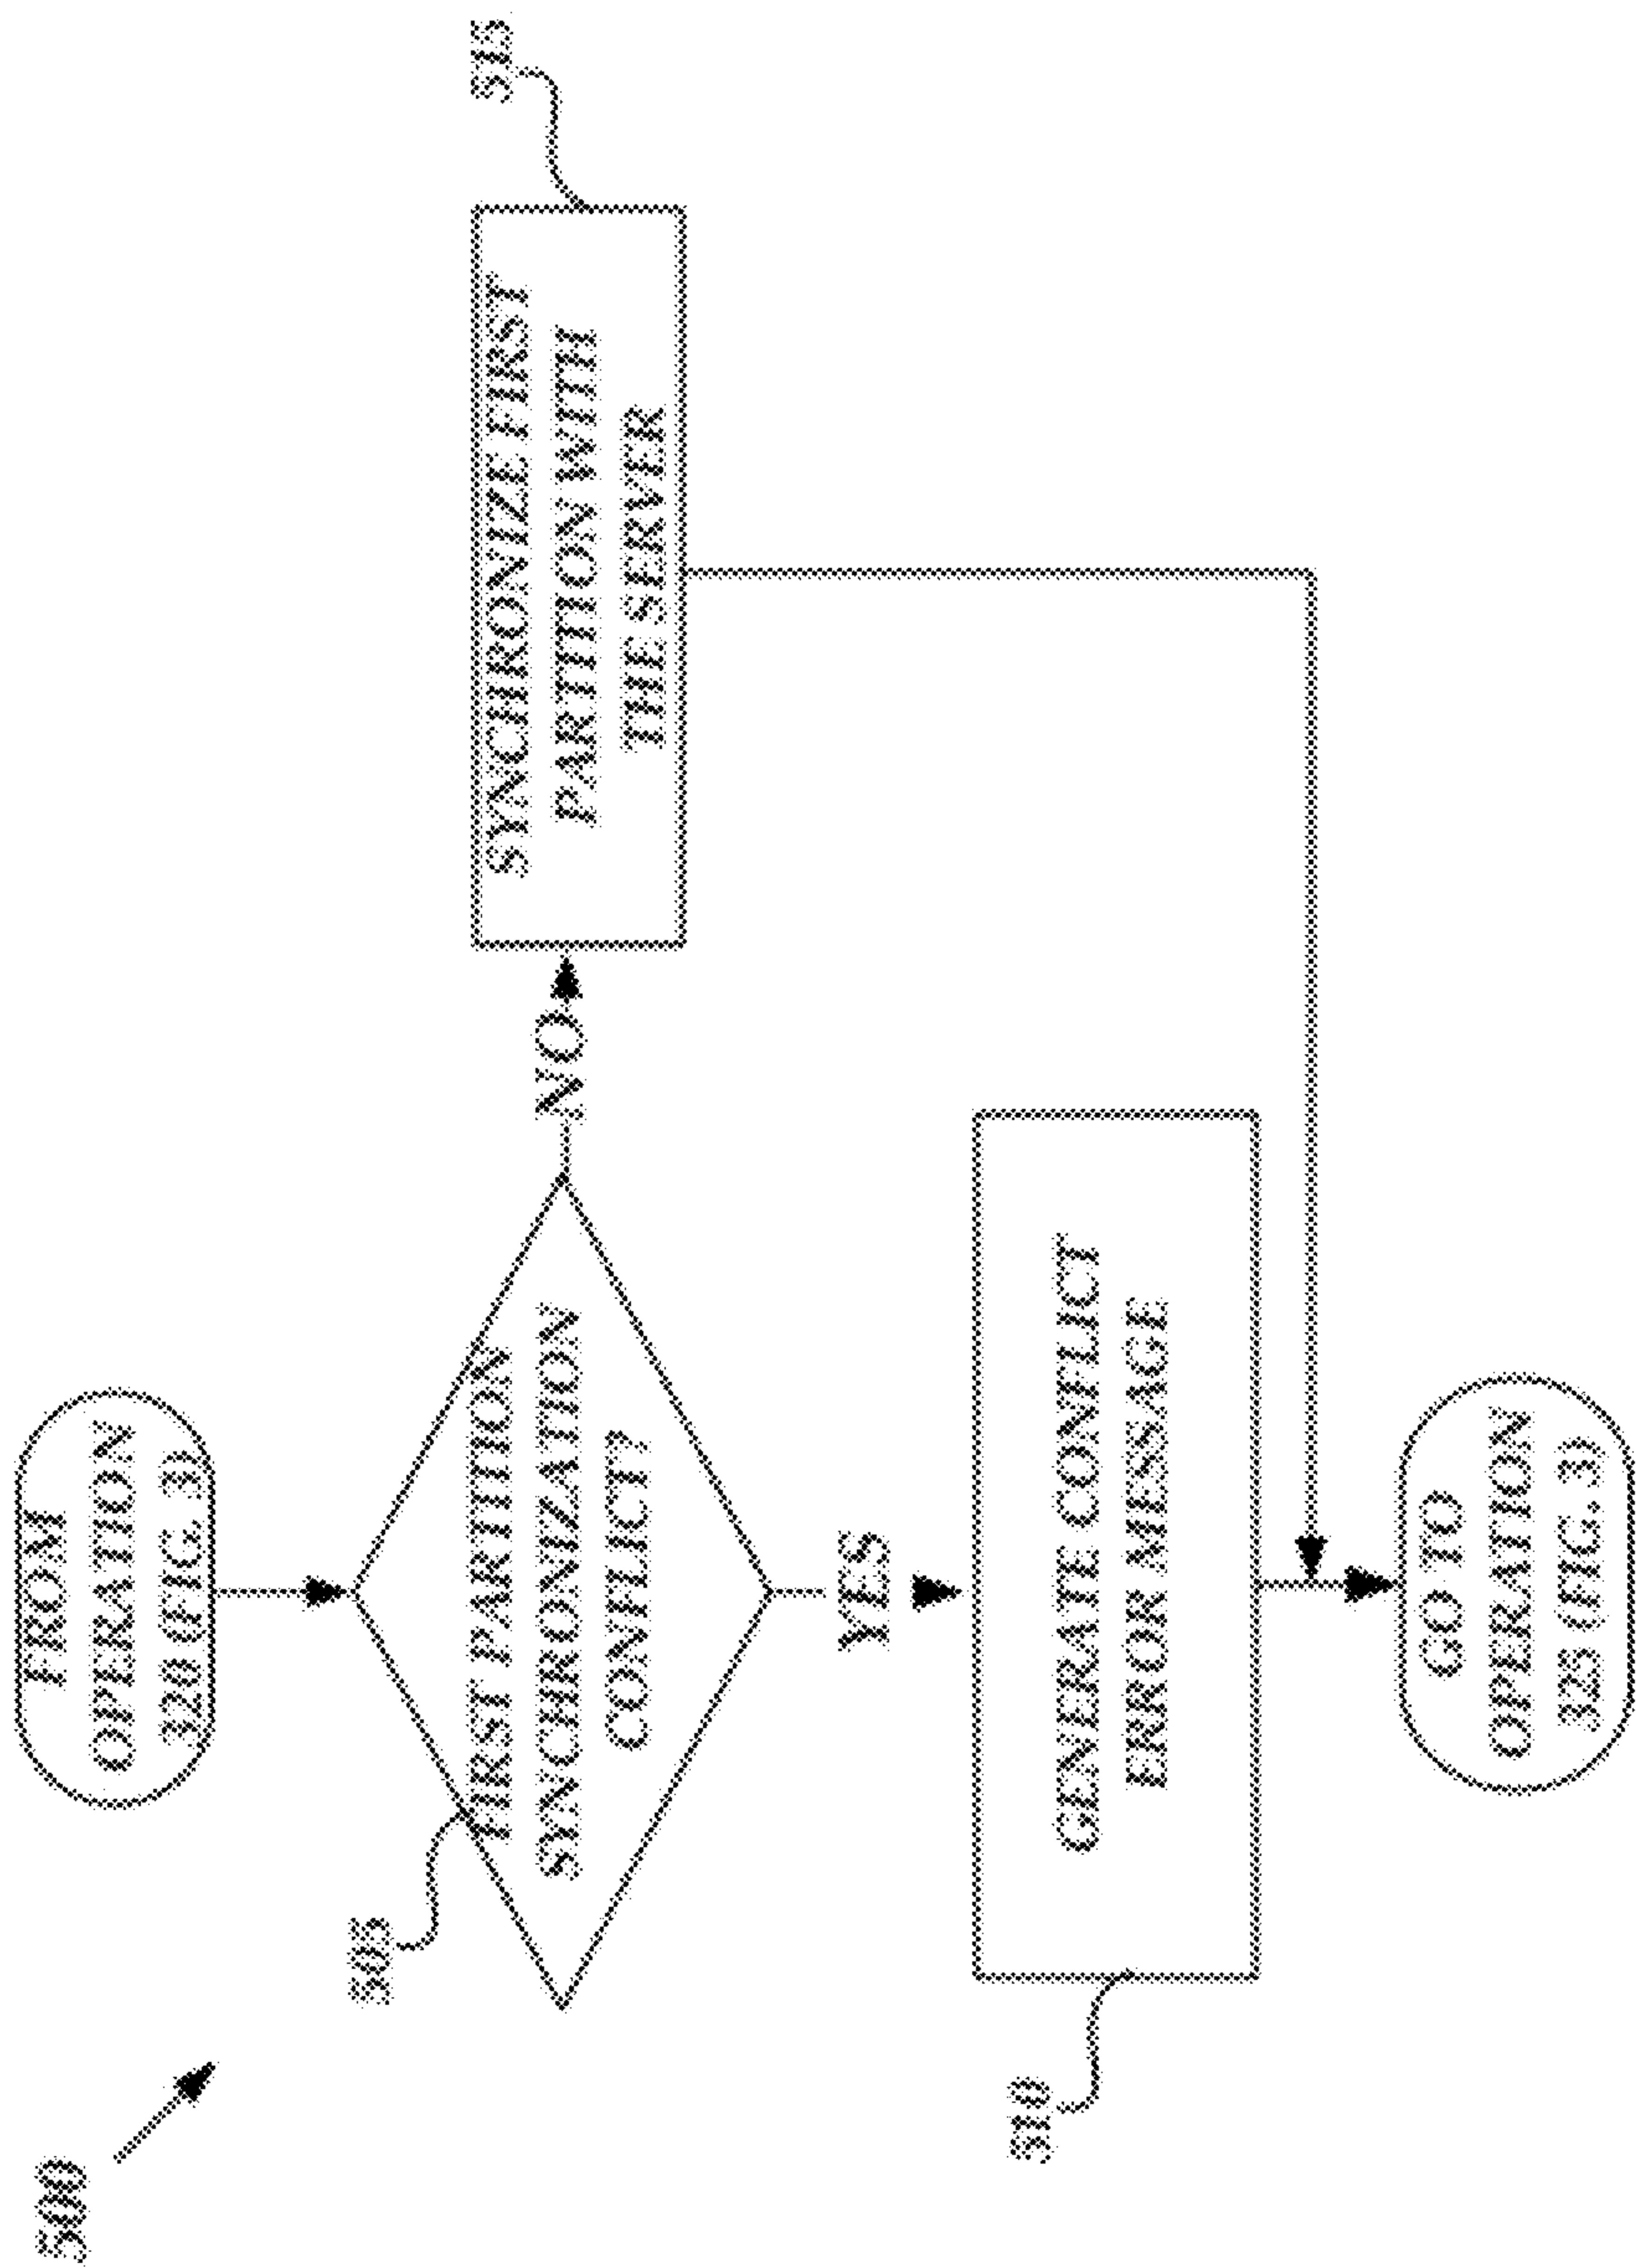 500
FROM
OPERATION
320 (FIG. 3)
505
FIRST PARTITION
SYNCHRONIZATION
CONFLICT?
NO
515
SYNCHRONIZE FIRST
PARTITION WITH
THE SERVER
YES
510
GENERATE CONFLICT
ERROR MESSAGE
GO TO
OPERATION
325 (FIG. 3)